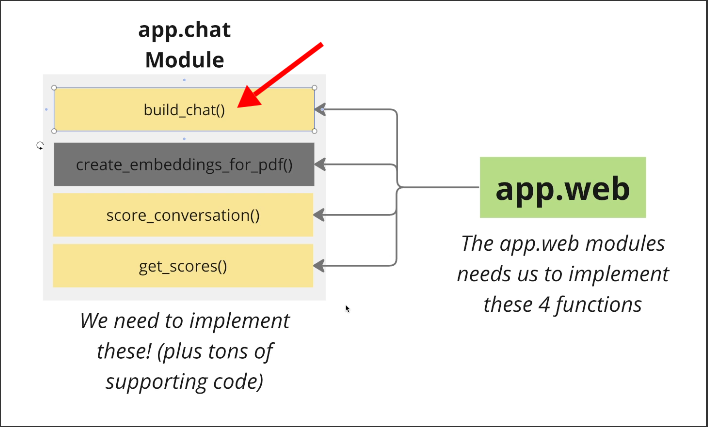 app.chat
Module
build_chat()
create_embeddings_for_pdf()
score_conversation()
get_scores()
We need to implement
these! (plus tons of
supporting code)
app.web
The app.web modules
needs us to implement
these 4 functions